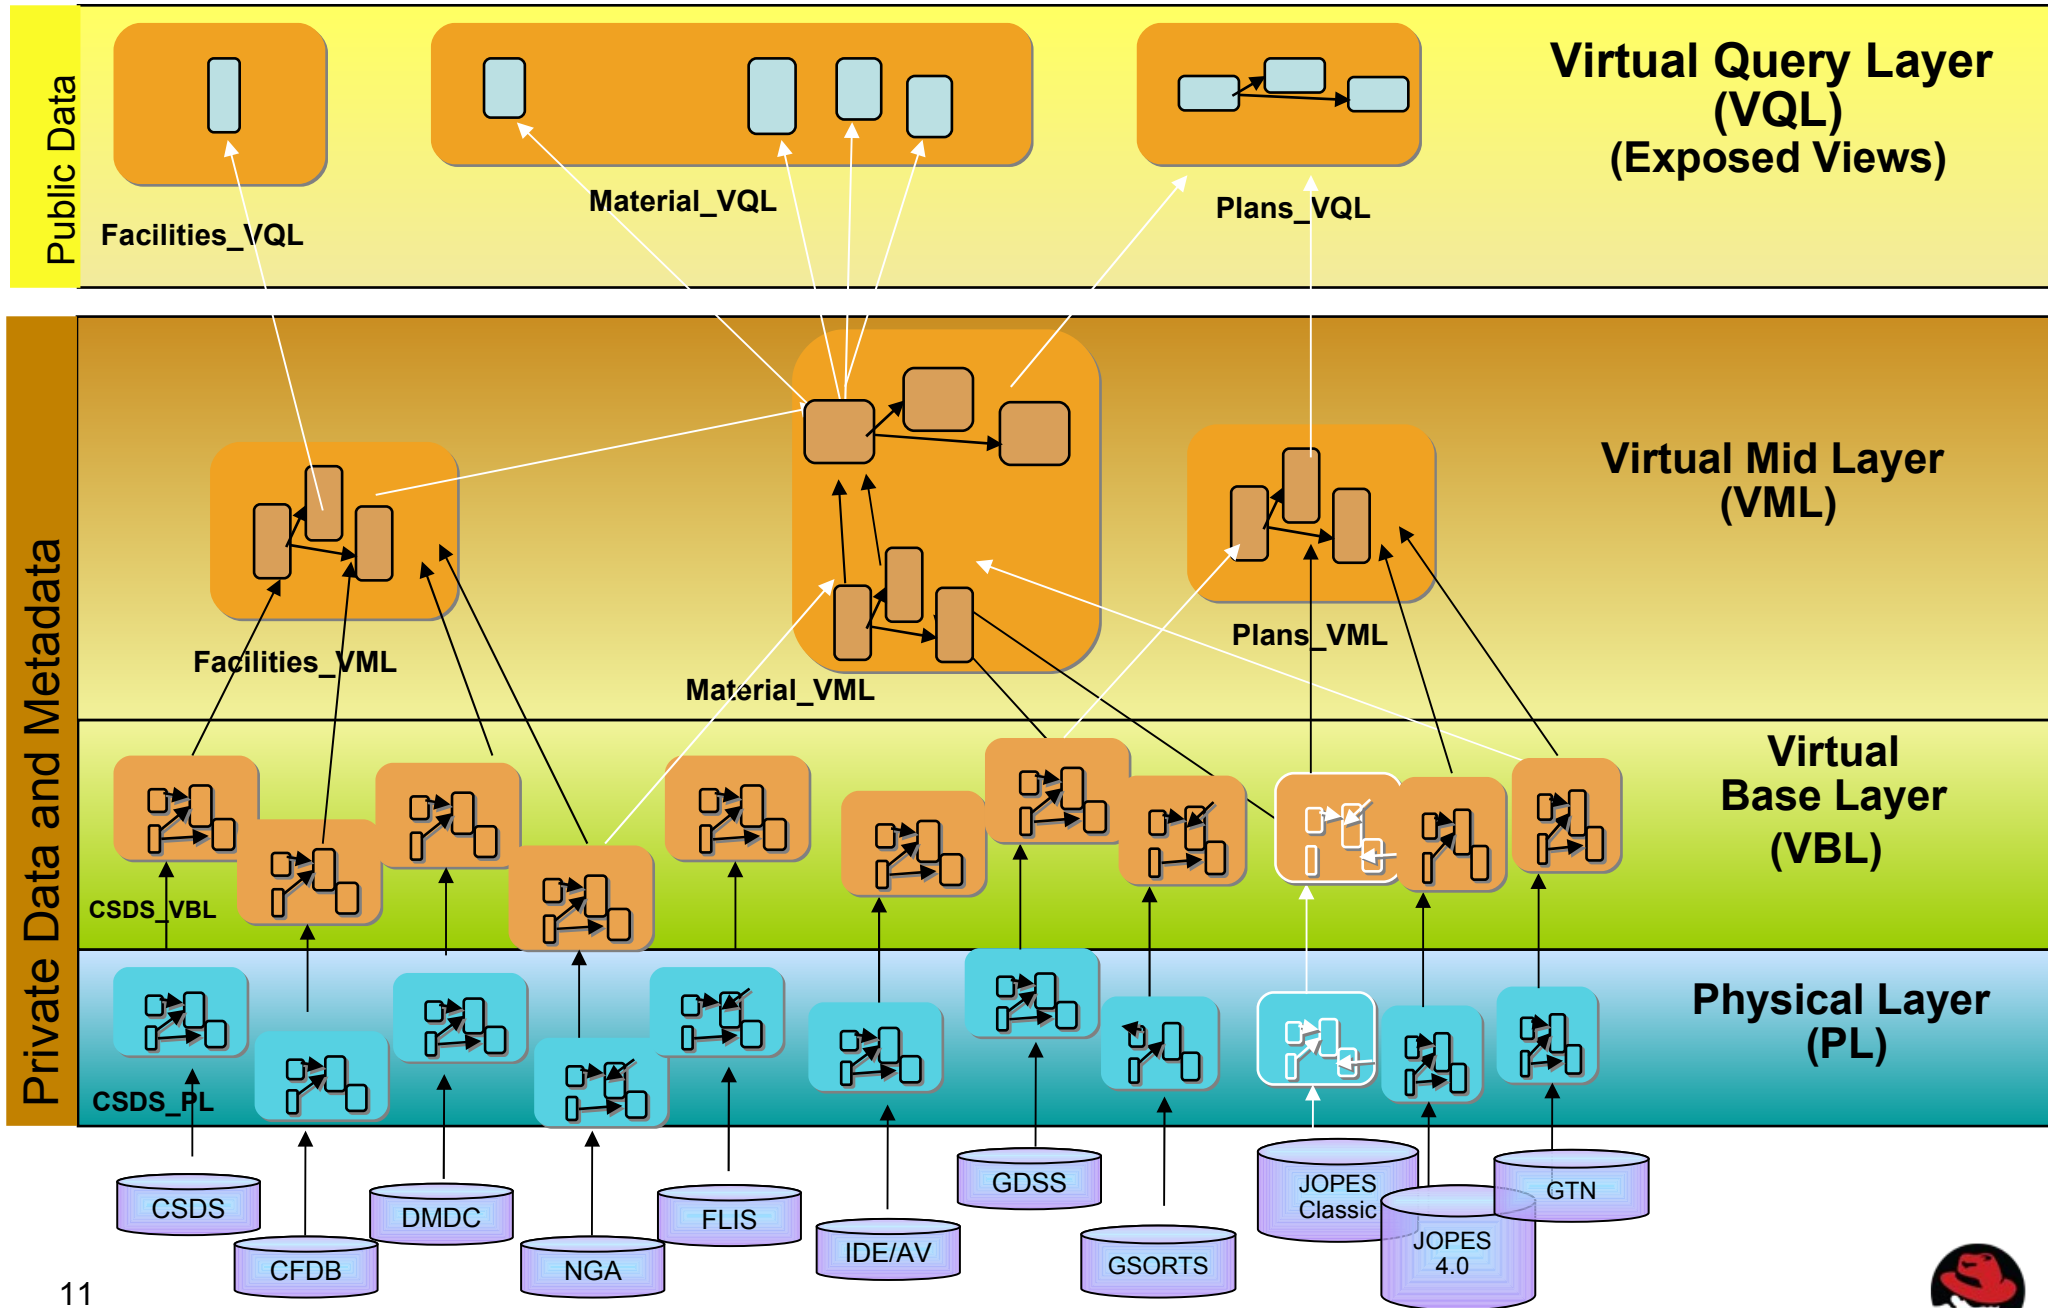 Public Data
Virtual Query Layer
(VQL)
(Exposed Views)
Facilities_VQL
Material_VQL
Plans_VQL
Private Data and Metadata
Virtual Mid Layer
(VML)
Facilities_VML
Material_VML
Plans_VML
Virtual
Base Layer
(VBL)
CSDS_VBL
Physical Layer
(PL)
CSDS_PL
CSDS
CFDB
DMDC
NGA
FLIS
IDE/AV
GDSS
GSORTS
JOPES
Classic
JOPES
4.0
GTN
11